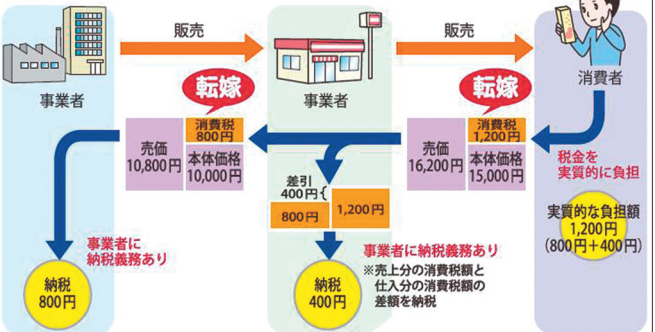 販売
販売
事業者
事業者
消費者
転嫁
転嫁
売価
10,800円
消費税
800円
本体価格
10,000円
売価
16,200円
消費税
1,200円
本体価格
15,000円
税金を
実質的に負担
差引
400円{
800円
1,200円
実質的な負担額
1,200円
(800円+400円)
事業者に
納税義務あり
納税
800円
納税
400円
事業者に納税義務あり
※売上分の消費税額と
仕入分の消費税額の
差額を納税